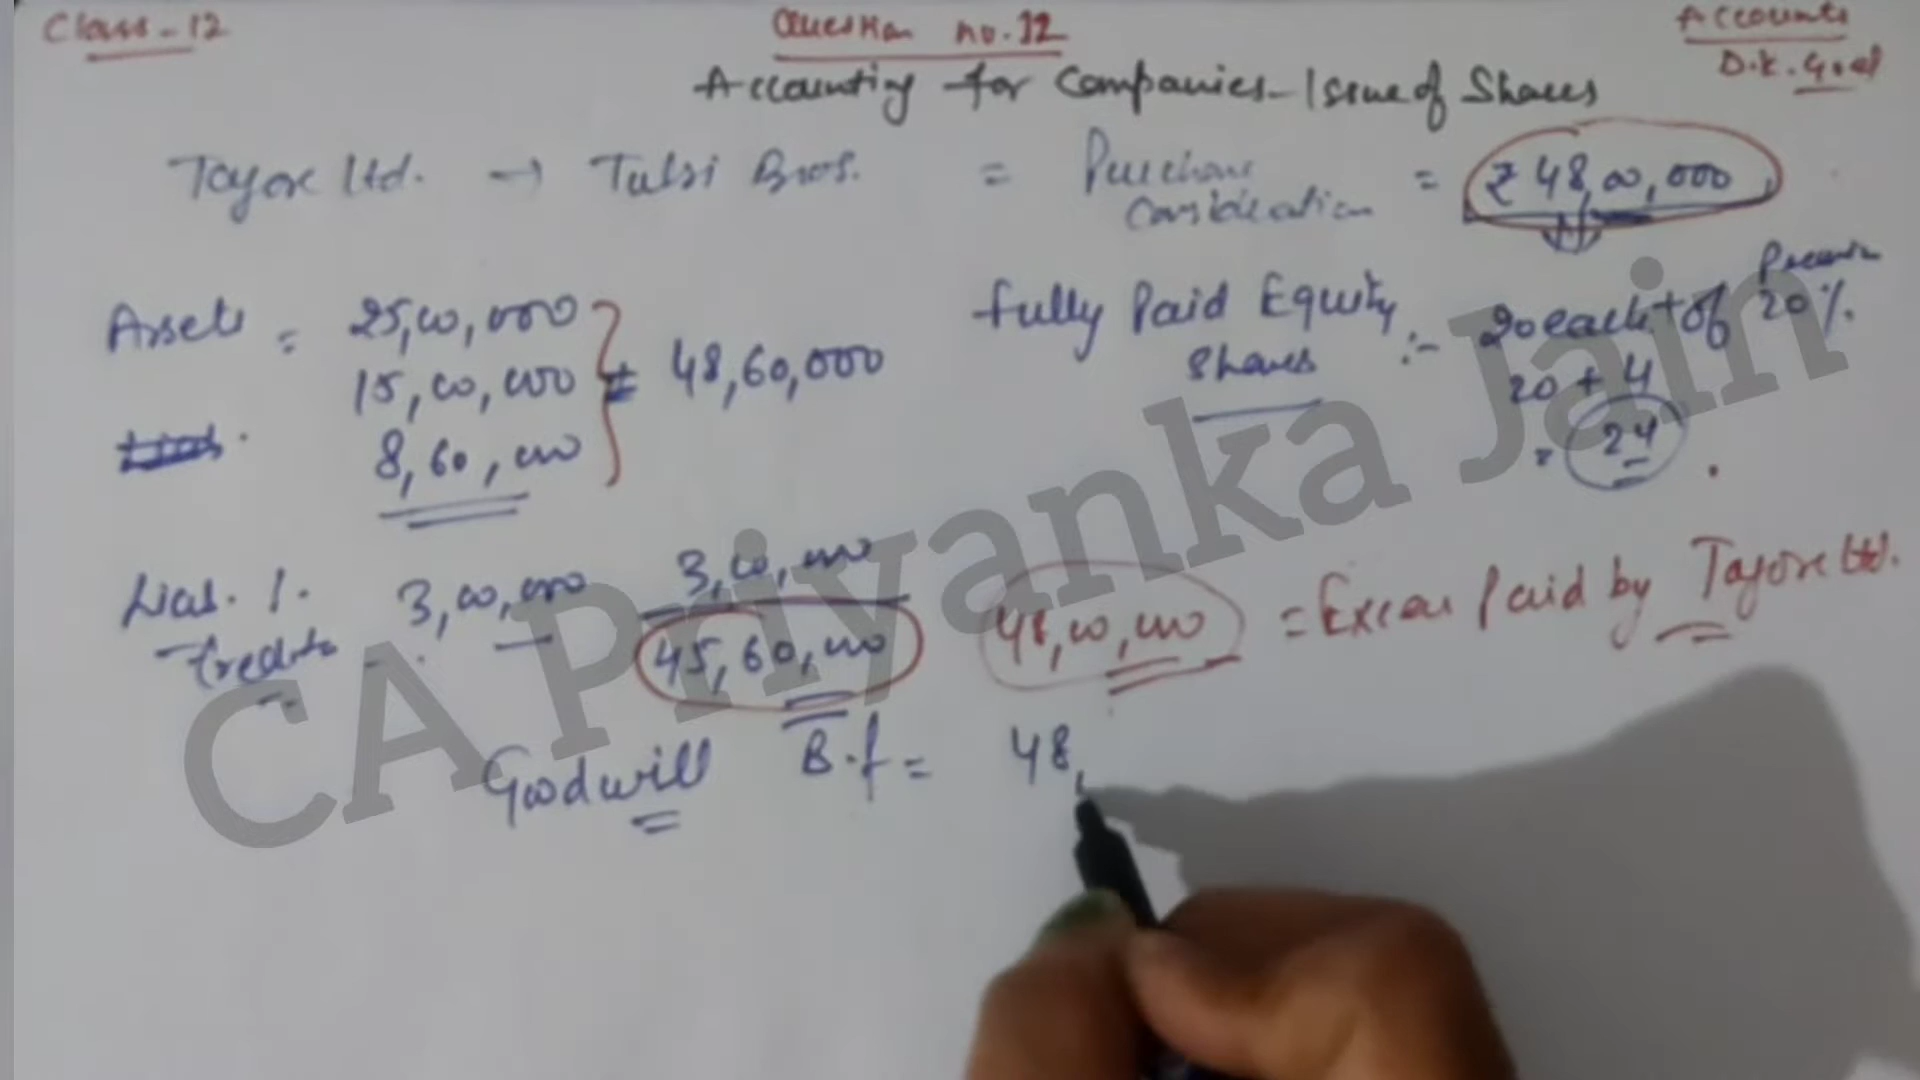 Class-12
Question no. 12
Accounts
D.K. Goel
Accounting for Companies - Issue of Shares
Tagore Ltd. → Tulsi Bros. = Purchase Consideration = ₹ 48,00,000
Assets = 25,00,000
15,00,000 = 48,60,000
8,60,000
Fully Paid Equity Shares :- 20 each + of Premium 20%.
20 + 4
= 24
Liab. 1.
Creditors 3,00,000
3,00,000
45,60,000
48,00,000 = Excess Paid by Tagore Ltd.
Goodwill B.f = 48,
CA Priyanka Jain